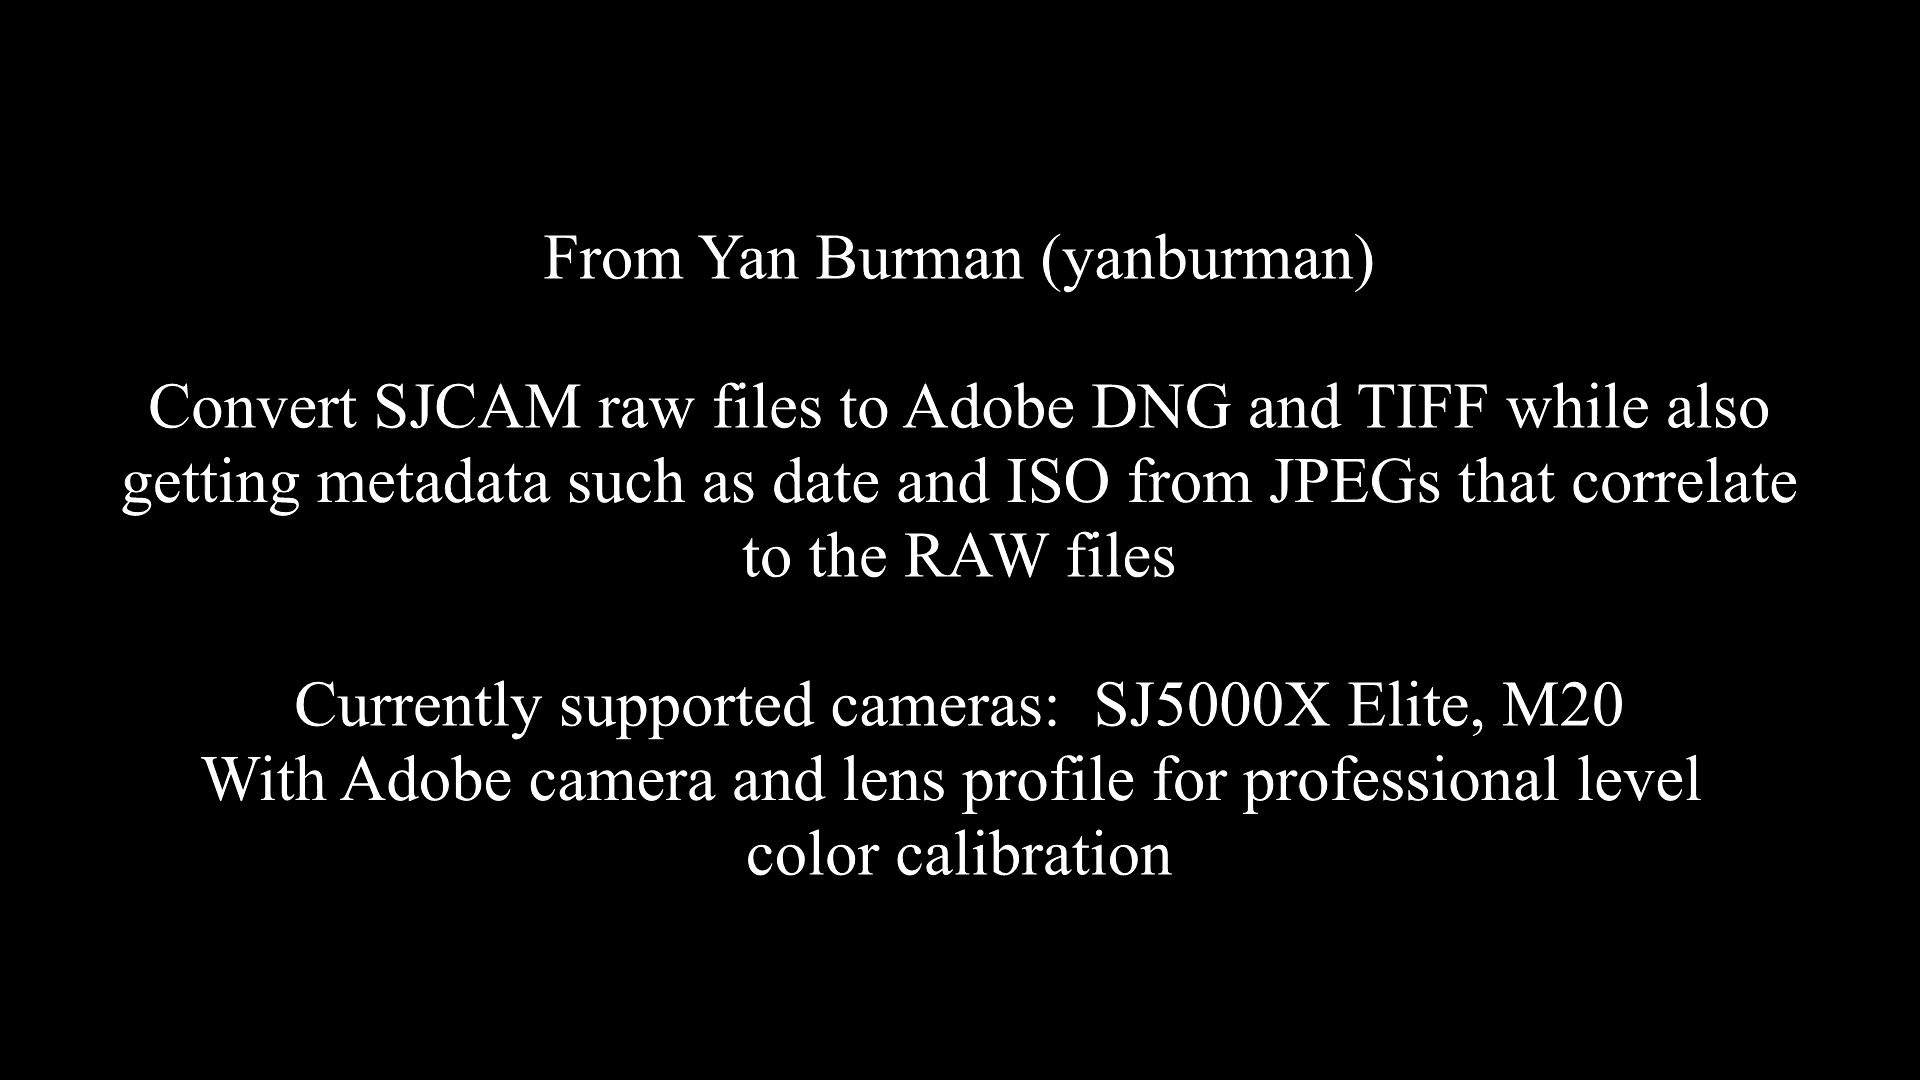 From Yan Burman (yanburman)
Convert SJCAM raw files to Adobe DNG and TIFF while also
getting metadata such as date and ISO from JPEGs that correlate
to the RAW files
Currently supported cameras:  SJ5000X Elite, M20
With Adobe camera and lens profile for professional level
color calibration